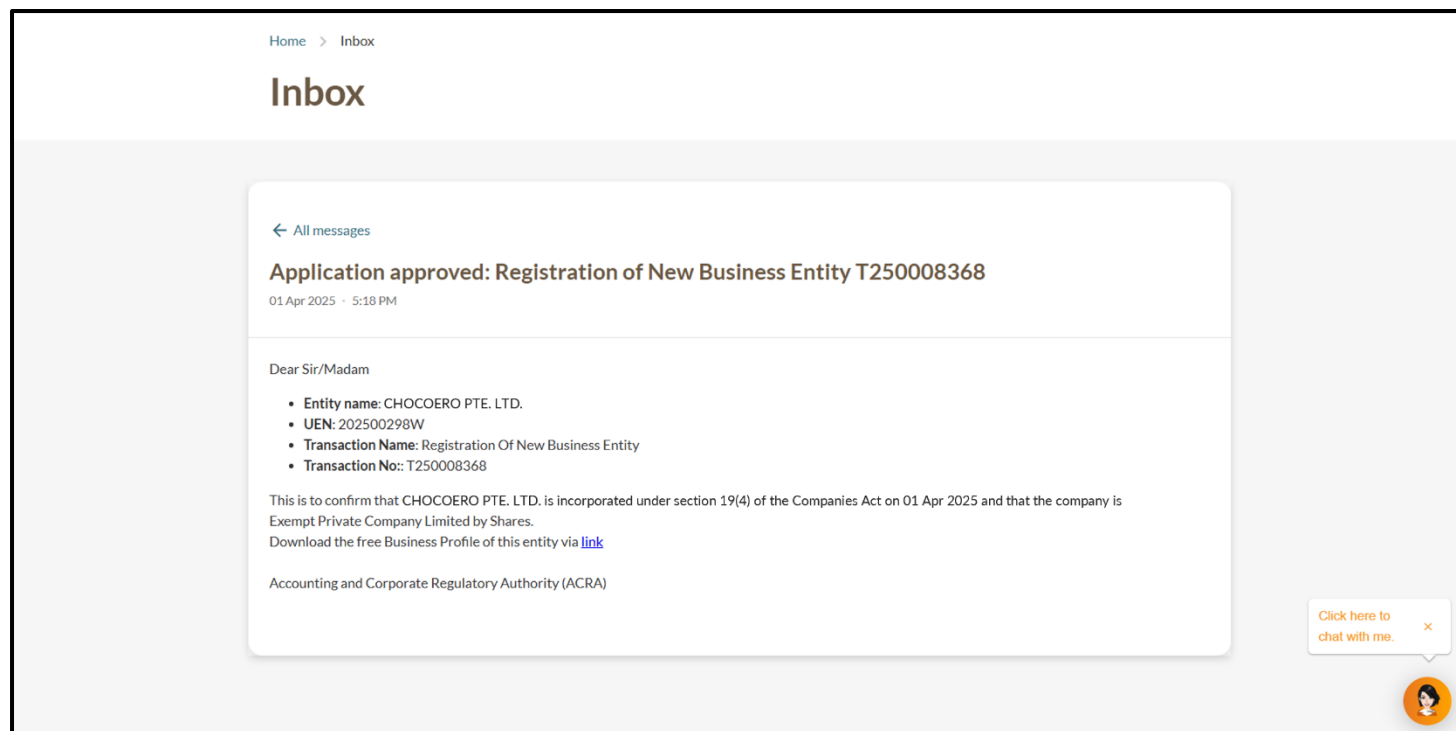 Home > Inbox
Inbox
← All messages
Application approved: Registration of New Business Entity T250008368
01 Apr 2025 · 5:18 PM
Dear Sir/Madam
• Entity name: CHOCOERO PTE. LTD.
• UEN: 202500298W
• Transaction Name: Registration Of New Business Entity
• Transaction No:: T250008368
This is to confirm that CHOCOERO PTE. LTD. is incorporated under section 19(4) of the Companies Act on 01 Apr 2025 and that the company is
Exempt Private Company Limited by Shares.
Download the free Business Profile of this entity via link
Accounting and Corporate Regulatory Authority (ACRA)
Click here to
chat with me.
×